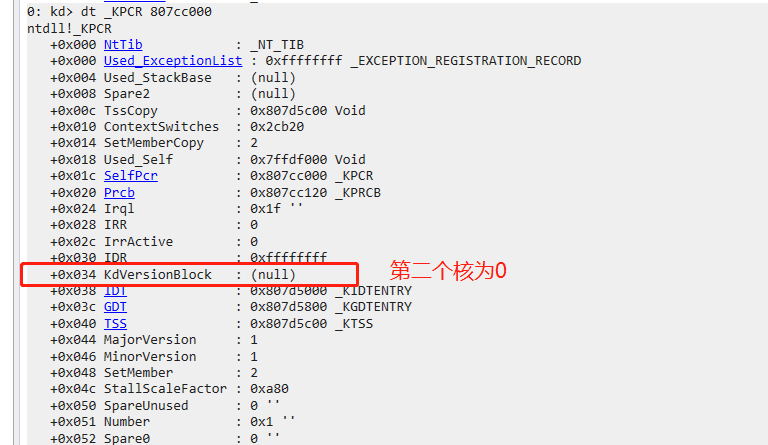 0: kd> dt _KPCR 807cc000
ntdll!_KPCR
+0x000 NtTib : _NT_TIB
+0x000 Used_ExceptionList : 0xffffffff _EXCEPTION_REGISTRATION_RECORD
+0x004 Used_StackBase : (null)
+0x008 Spare2 : (null)
+0x00c TssCopy : 0x807d5c00 Void
+0x010 ContextSwitches : 0x2cb20
+0x014 SetMemberCopy : 2
+0x018 Used_Self : 0x7ffdf000 Void
+0x01c SelfPcr : 0x807cc000 _KPCR
+0x020 Prcb : 0x807cc120 _KPRCB
+0x024 Irql : 0x1f ''
+0x028 IRR : 0
+0x02c IrrActive : 0
+0x030 IDR : 0xffffffff
+0x034 KdVersionBlock : (null) 第二个核为0
+0x038 IDT : 0x807d5000 _KIDTENTRY
+0x03c GDT : 0x807d5800 _KGDTENTRY
+0x040 TSS : 0x807d5c00 _KTSS
+0x044 MajorVersion : 1
+0x046 MinorVersion : 1
+0x048 SetMember : 2
+0x04c StallScaleFactor : 0xa80
+0x050 SpareUnused : 0 ''
+0x051 Number : 0x1 ''
+0x052 Spare0 : 0 ''